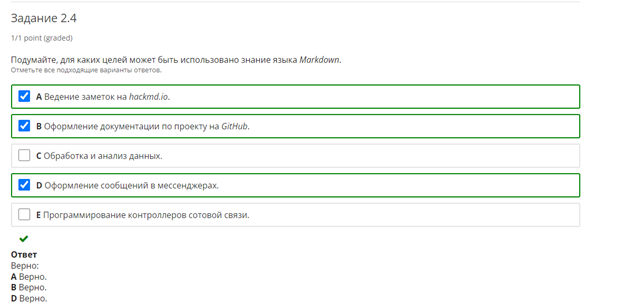 Задание 2.4
1/1 point (graded)
Подумайте, для каких целей может быть использовано знание языка Markdown.
Отметьте все подходящие варианты ответов.
A Ведение заметок на hackmd.io.
B Оформление документации по проекту на GitHub.
C Обработка и анализ данных.
D Оформление сообщений в мессенджерах.
E Программирование контроллеров сотовой связи.
Ответ
Верно:
A Верно.
B Верно.
D Верно.